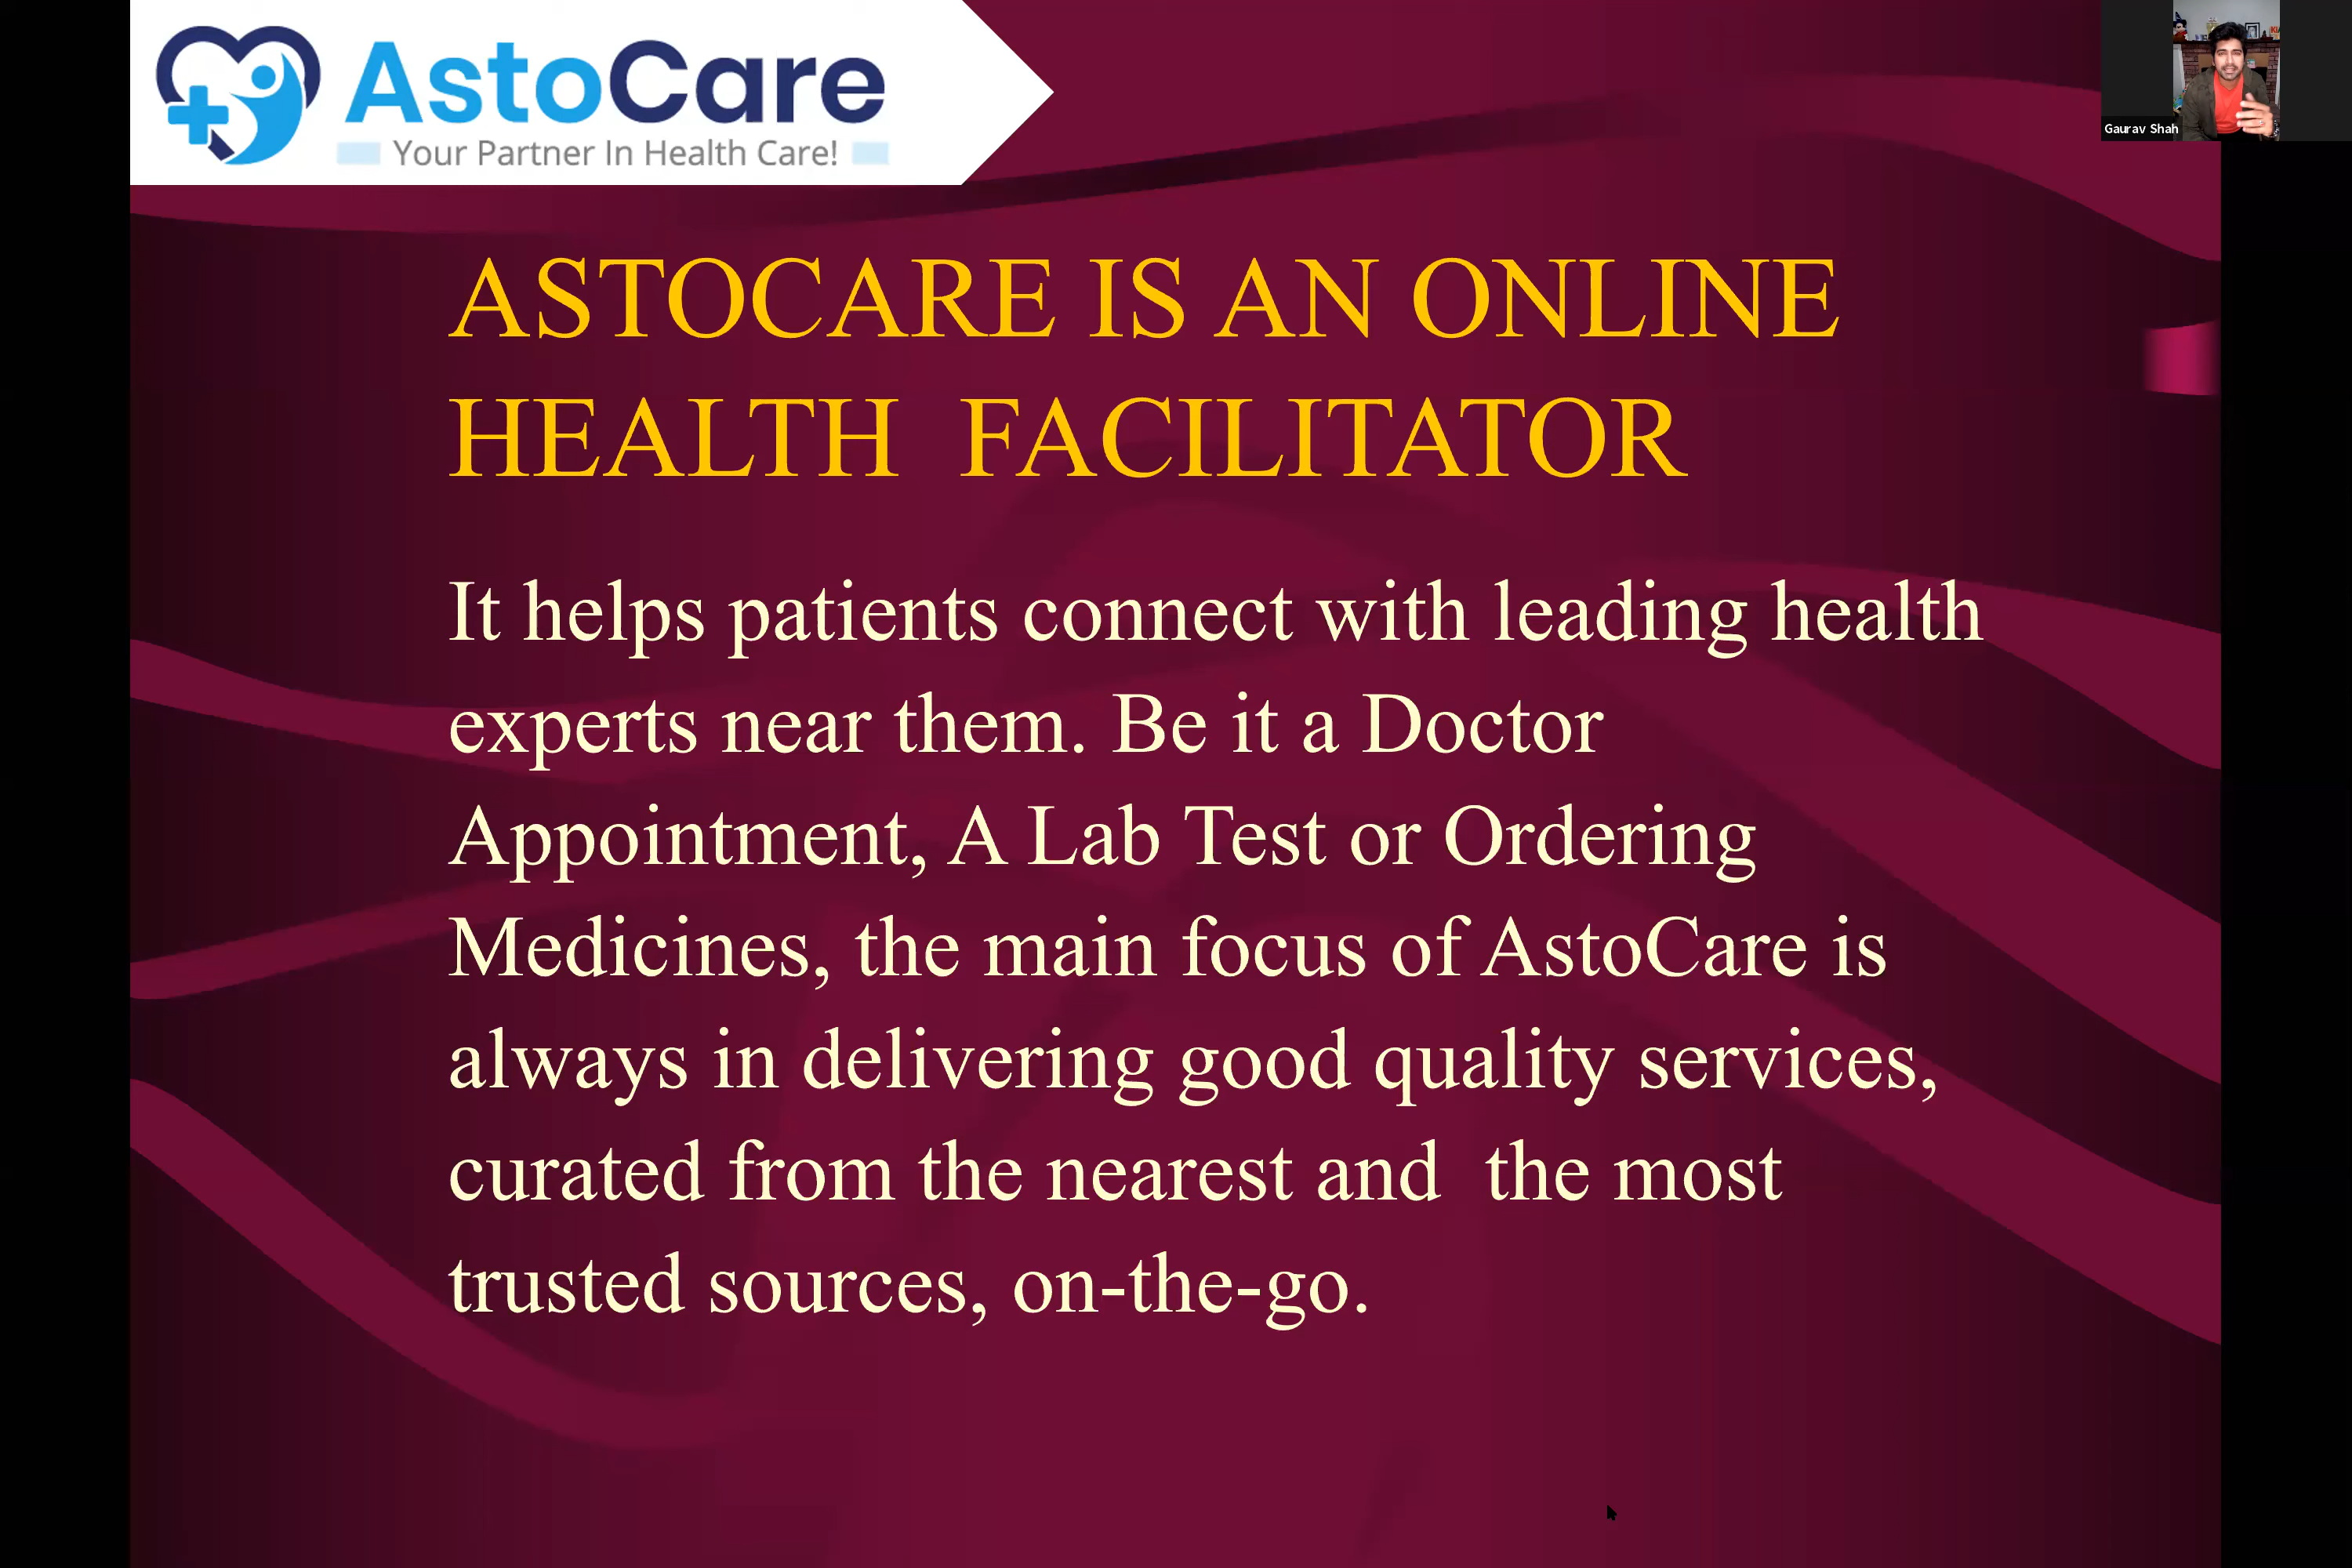 AstoCare
Your Partner In Health Care!
Gaurav Shah
ASTOCARE IS AN ONLINE
HEALTH  FACILITATOR
It helps patients connect with leading health
experts near them. Be it a Doctor
Appointment, A Lab Test or Ordering
Medicines, the main focus of AstoCare is
always in delivering good quality services,
curated from the nearest and  the most
trusted sources, on-the-go.